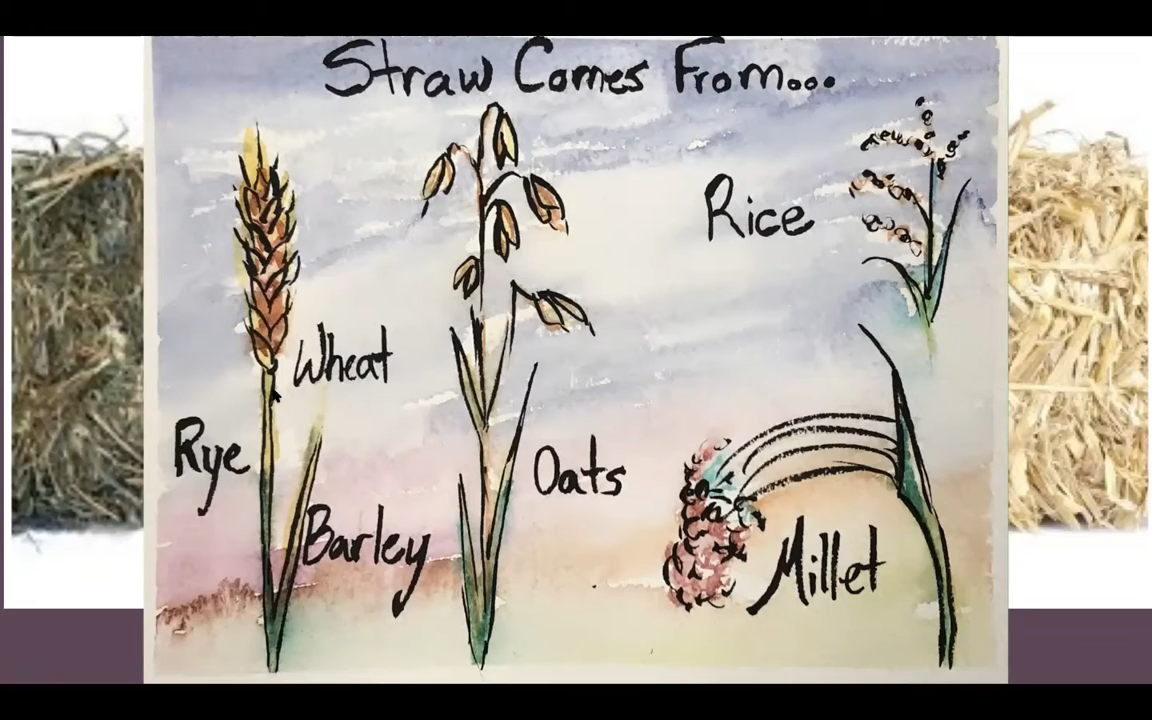 Straw Comes From...
Rice
Wheat
Rye
Oats
Barley
Millet